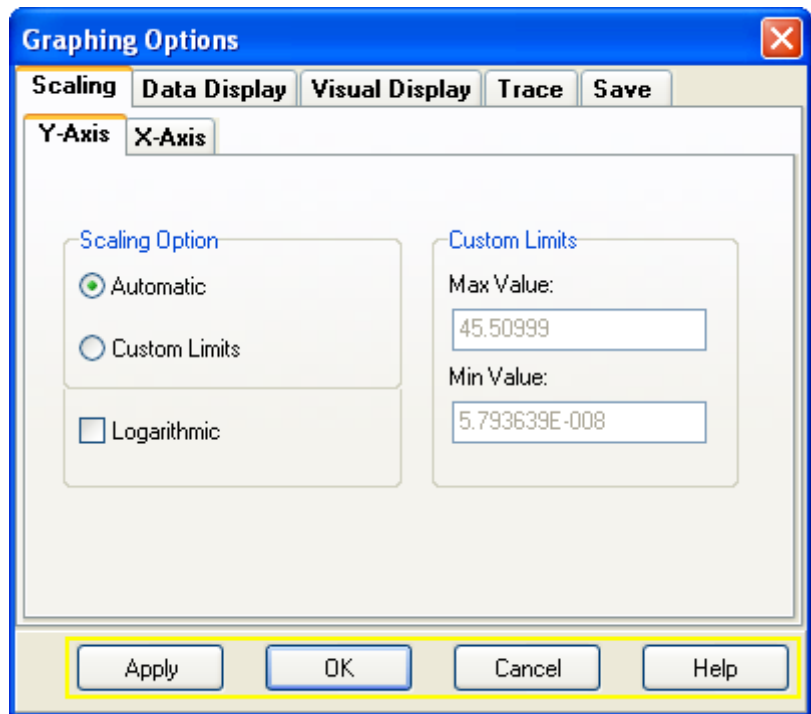 Graphing Options
Scaling Data Display Visual Display Trace Save
Y-Axis X-Axis
Scaling Option
Automatic
Custom Limits
Logarithmic
Custom Limits
Max Value:
45.50999
Min Value:
5.793639E-008
Apply OK Cancel Help